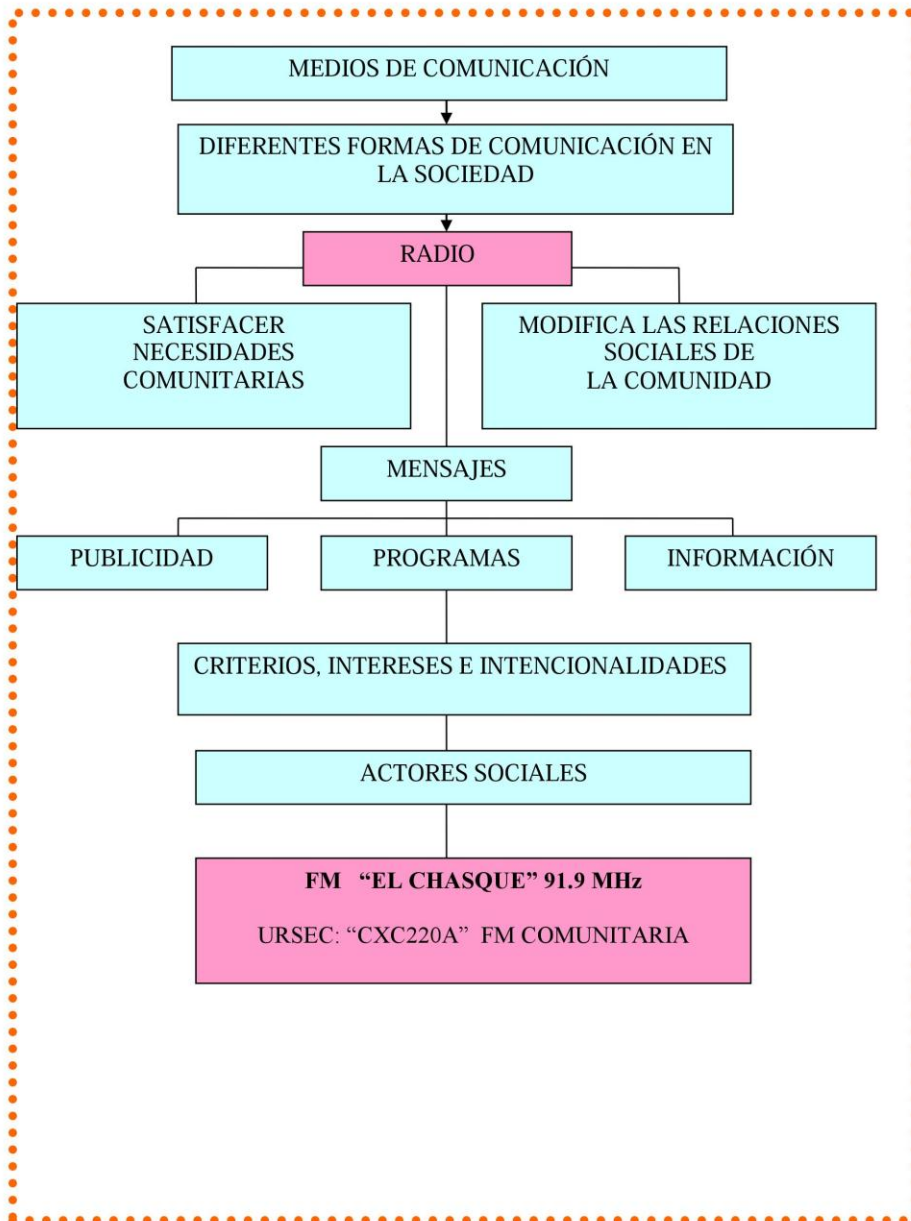 MEDIOS DE COMUNICACIÓN
DIFERENTES FORMAS DE COMUNICACIÓN EN
LA SOCIEDAD
RADIO
SATISFACER
NECESIDADES
COMUNITARIAS
MODIFICA LAS RELACIONES
SOCIALES DE
LA COMUNIDAD
MENSAJES
PUBLICIDAD
PROGRAMAS
INFORMACIÓN
CRITERIOS, INTERESES E INTENCIONALIDADES
ACTORES SOCIALES
FM “EL CHASQUE” 91.9 MHz
URSEC: “CXC220A” FM COMUNITARIA